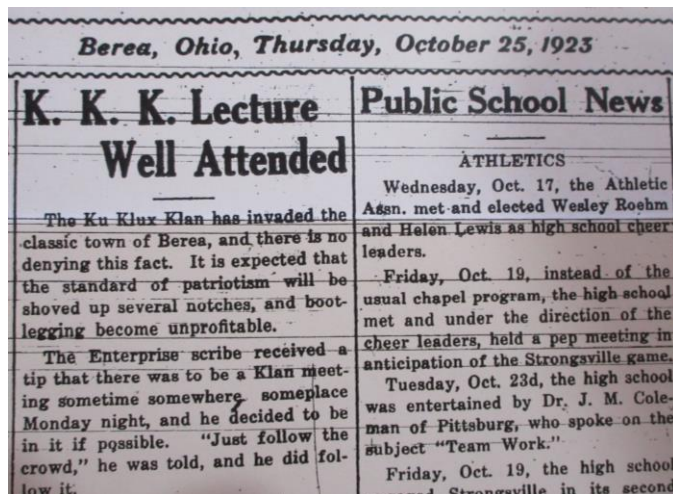 Berea, Ohio, Thursday, October 25, 1923
K. K. K. Lecture
Well Attended
The Ku Klux Klan has invaded the
classic town of Berea, and there is no
denying this fact. It is expected that
the standard of patriotism will be
shoved up several notches, and boot-
legging become unprofitable.
The Enterprise scribe received a
tip that there was to be a Klan meet-
ing sometime somewhere someplace
Monday night, and he decided to be
in it if possible. "Just follow the
crowd," he was told, and he did fol-
low it.
Public School News
ATHLETICS
Wednesday, Oct. 17, the Athletic
Assn. met and elected Wesley Roehm
and Helen Lewis as high school cheer
leaders.
Friday, Oct. 19, instead of the
usual chapel program, the high school
met and under the direction of the
cheer leaders, held a pep meeting in
anticipation of the Strongsville game.
Tuesday, Oct. 23d, the high school
was entertained by Dr. J. M. Cole-
man of Pittsburg, who spoke on the
subject "Team Work."
Friday, Oct. 19, the high school
Strongsville in its second